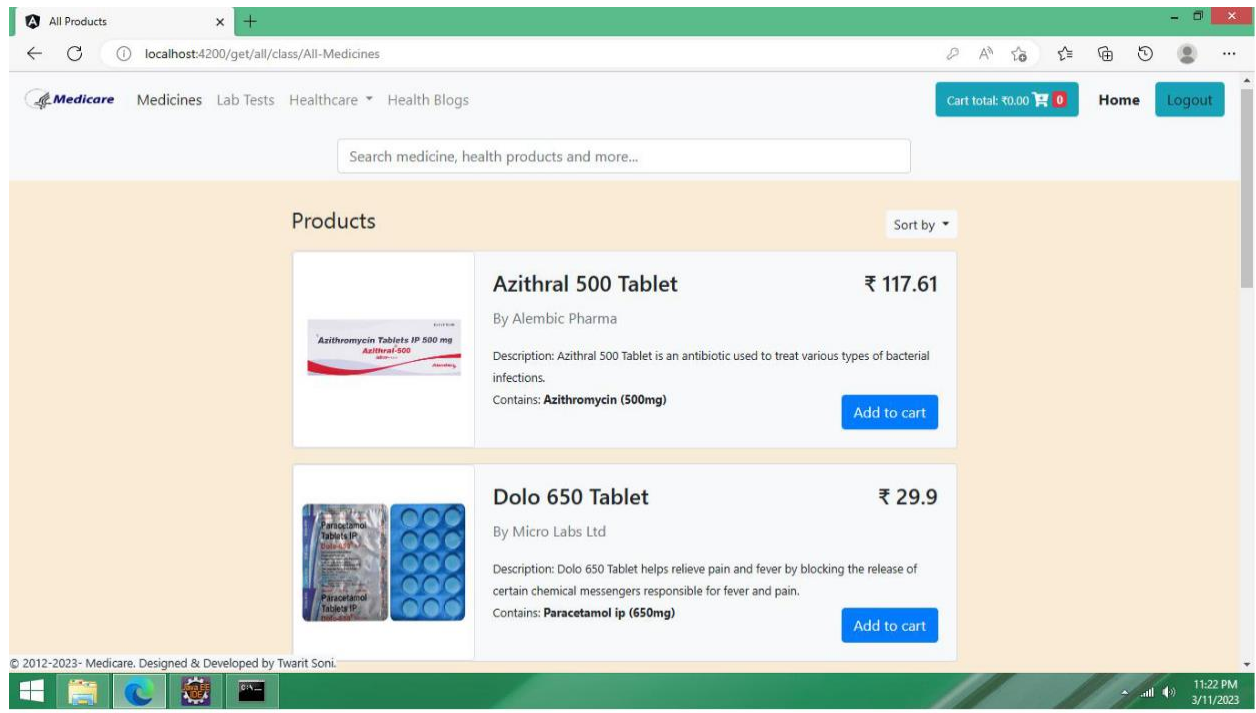 All Products
localhost:4200/get/all/class/All-Medicines
Medicare Medicines Lab Tests Healthcare Health Blogs Cart total: ₹0.00 0 Home Logout
Search medicine, health products and more...
Products Sort by
Azithral 500 Tablet ₹ 117.61
By Alembic Pharma
Description: Azithral 500 Tablet is an antibiotic used to treat various types of bacterial
infections.
Contains: Azithromycin (500mg)
Add to cart
Azithromycin Tablets IP 500 mg
Azithral-500
Dolo 650 Tablet ₹ 29.9
By Micro Labs Ltd
Description: Dolo 650 Tablet helps relieve pain and fever by blocking the release of
certain chemical messengers responsible for fever and pain.
Contains: Paracetamol ip (650mg)
Add to cart
Paracetamol
Tablets IP
Dolo-650
Paracetamol
Tablets IP
© 2012-2023- Medicare. Designed & Developed by Twarit Soni.
Java EE
IDE
C:\_
11:22 PM
3/11/2023